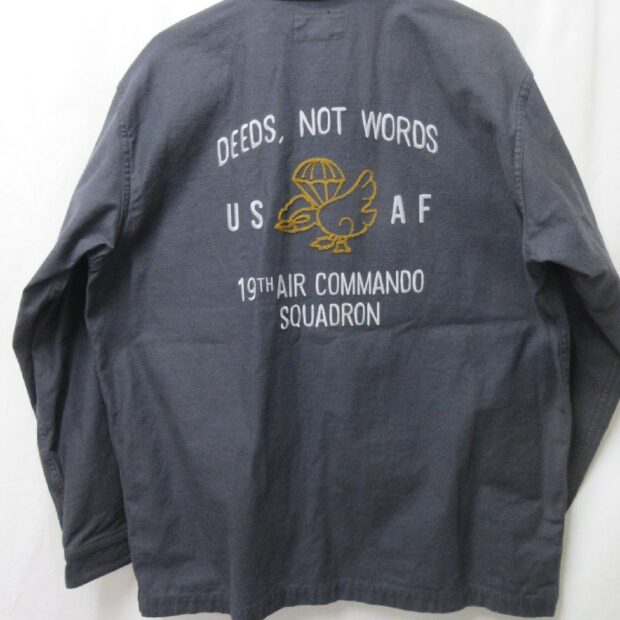 DEEDS, NOT WORDS
US AF
19TH AIR COMMANDO
SQUADRON